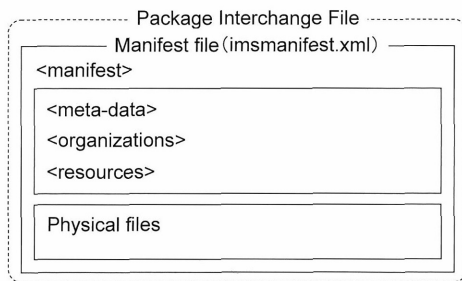 Package Interchange File
Manifest file(imsmanifest.xml)
<manifest>
<meta-data>
<organizations>
<resources>
Physical files